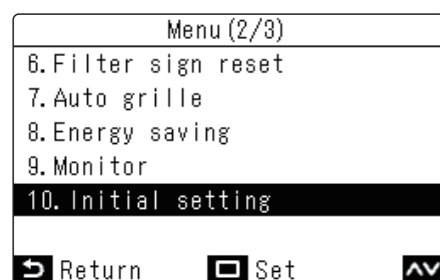 Menu(2/3)
6.Filter sign reset
7.Auto grille
8.Energy saving
9.Monitor
10.Initial setting
Return Set